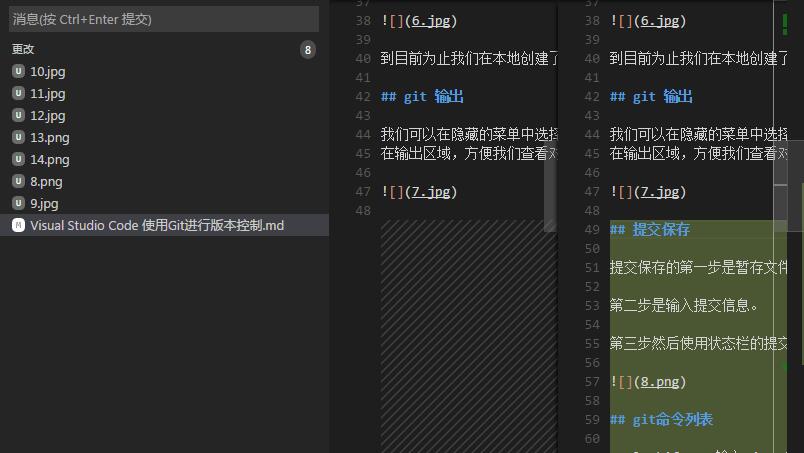 消息(按 Ctrl+Enter 提交)
更改
8
U 10.jpg
U 11.jpg
U 12.jpg
U 13.png
U 14.png
U 8.png
U 9.jpg
M Visual Studio Code 使用Git进行版本控制.md
37
38 ![](6.jpg)
39
40 到目前为止我们在本地创建了
41
42 ## git 输出
43
44 我们可以在隐藏的菜单中选择
45 在输出区域，方便我们查看对
46
47 ![](7.jpg)
48
37
38 ![](6.jpg)
39
40 到目前为止我们在本地创建了
41
42 ## git 输出
43
44 我们可以在隐藏的菜单中选择
45 在输出区域，方便我们查看对
46
47 ![](7.jpg)
48
49 ## 提交保存
50
51 提交保存的第一步是暂存文件
52
53 第二步是输入提交信息。
54
55 第三步然后使用状态栏的提交
56
57 ![](8.png)
58
59 ## git命令列表
60